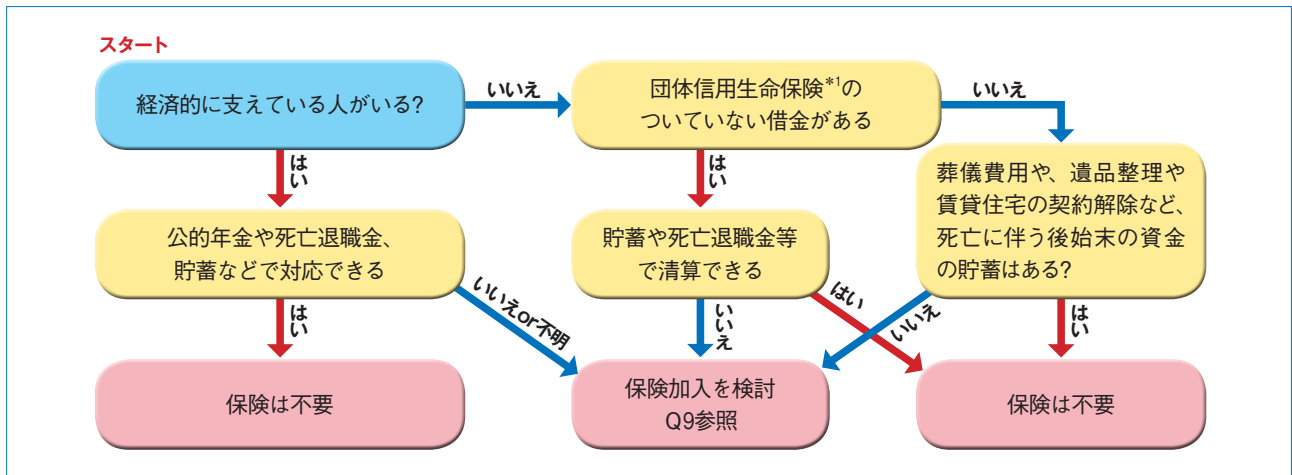 スタート
経済的に支えている人がいる?
いいえ
団体信用生命保険*1の
ついていない借金がある
いいえ
はい
はい
葬儀費用や、遺品整理や
賃貸住宅の契約解除など、
死亡に伴う後始末の資金
の貯蓄はある?
公的年金や死亡退職金、
貯蓄などで対応できる
貯蓄や死亡退職金等
で清算できる
はい
いいえor不明
いいえ
はい
いいえ
はい
保険は不要
保険加入を検討
Q9参照
保険は不要